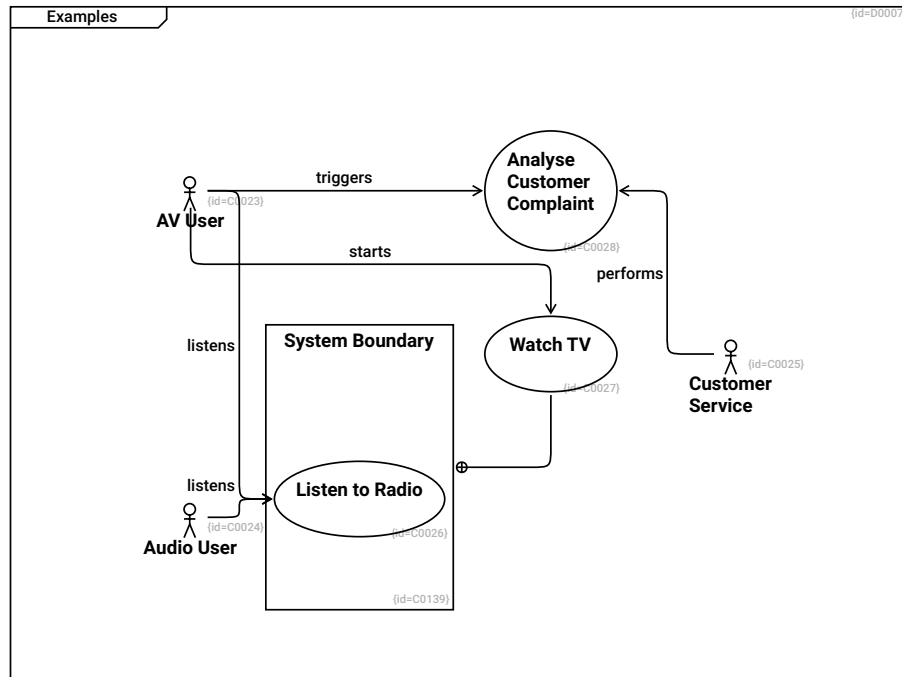 Examples
{id=D0007
Analyse
Customer
Complaint
{id=C0028}
triggers
{id=C0023}
AV User
starts
performs
listens
System Boundary
Watch TV
{id=C0027}
{id=C0025}
Customer
Service
listens
Listen to Radio
{id=C0026}
{id=C0024}
Audio User
{id=C0139}